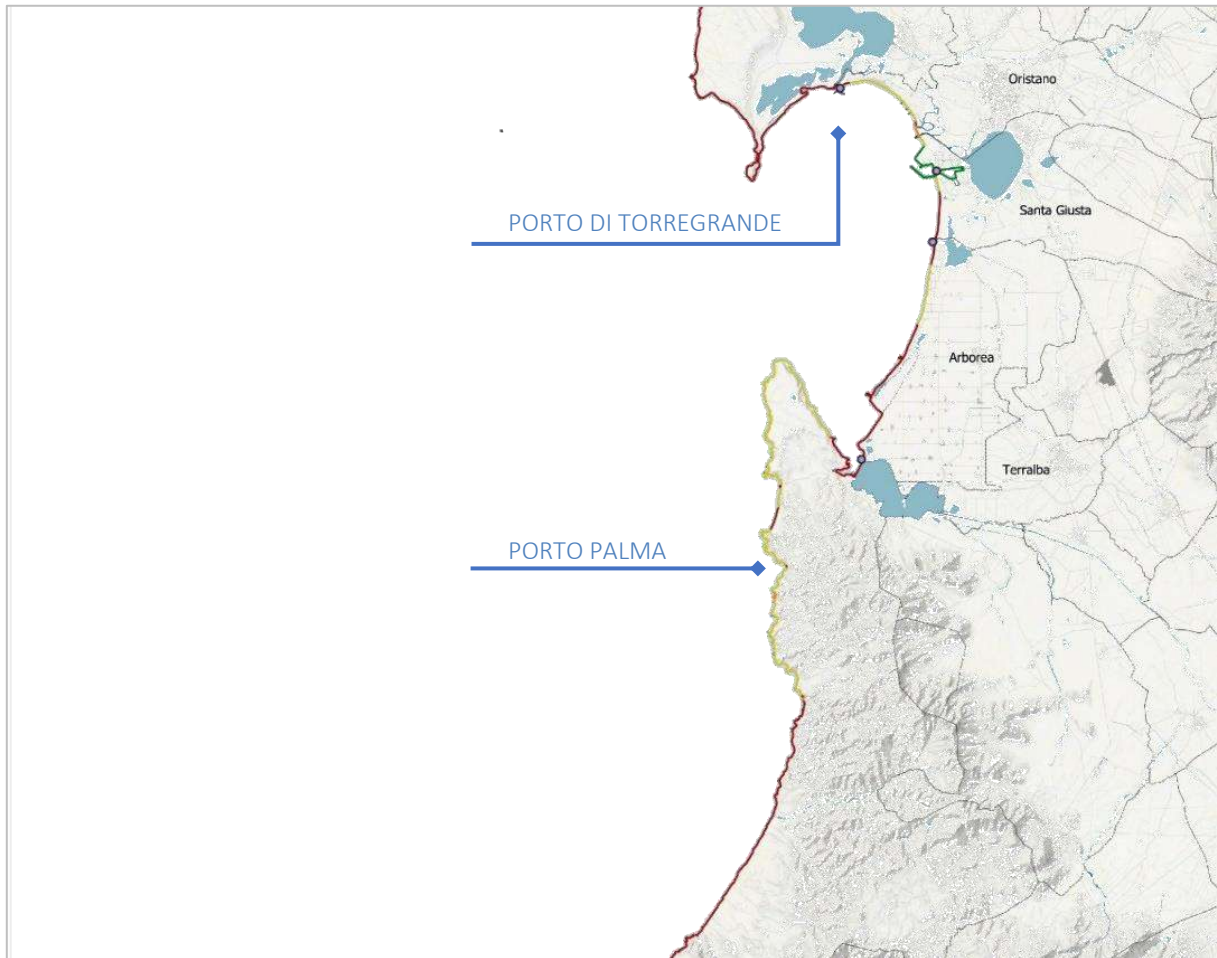 Oristano
Santa Giusta
PORTO DI TORREGRANDE
Arborea
Terralba
PORTO PALMA